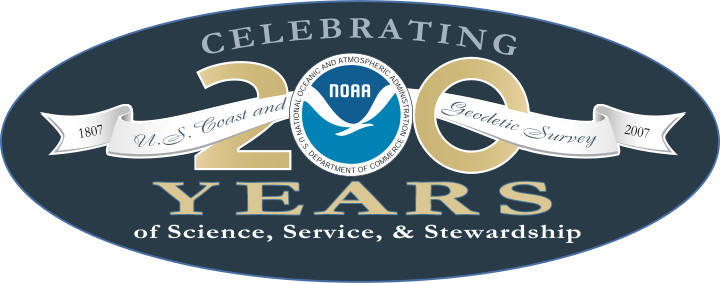 CELEBRATING
200
NATIONAL OCEANIC AND ATMOSPHERIC ADMINISTRATION
NOAA
U.S. DEPARTMENT OF COMMERCE
1807
U.S. Coast and
Geodetic Survey
2007
YEARS
of Science, Service, & Stewardship